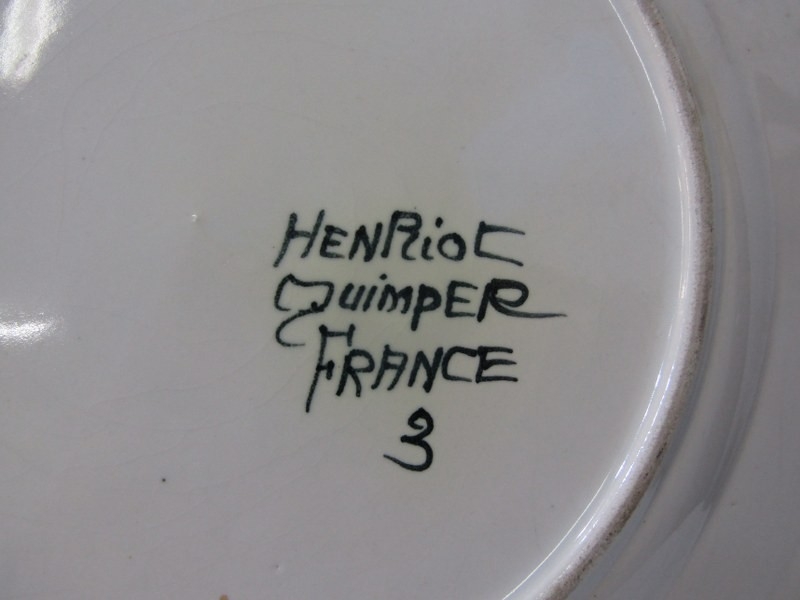 HENRioT
QuimpER
FRANCE
3